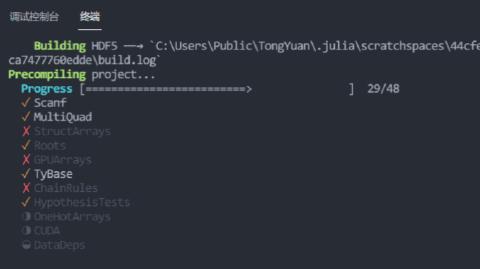 调试控制台 终端
Building HDF5 ─→ `C:\Users\Public\TongYuan\.julia\scratchspaces\44cfe
ca7477760edde\build.log`
Precompiling project...
Progress [=========================>               ] 29/48
✓ Scanf
✓ MultiQuad
✗ StructArrays
✓ Roots
✗ GPUArrays
✓ TyBase
✗ ChainRules
✓ HypothesisTests
◑ OneHotArrays
◑ CUDA
◒ DataDeps